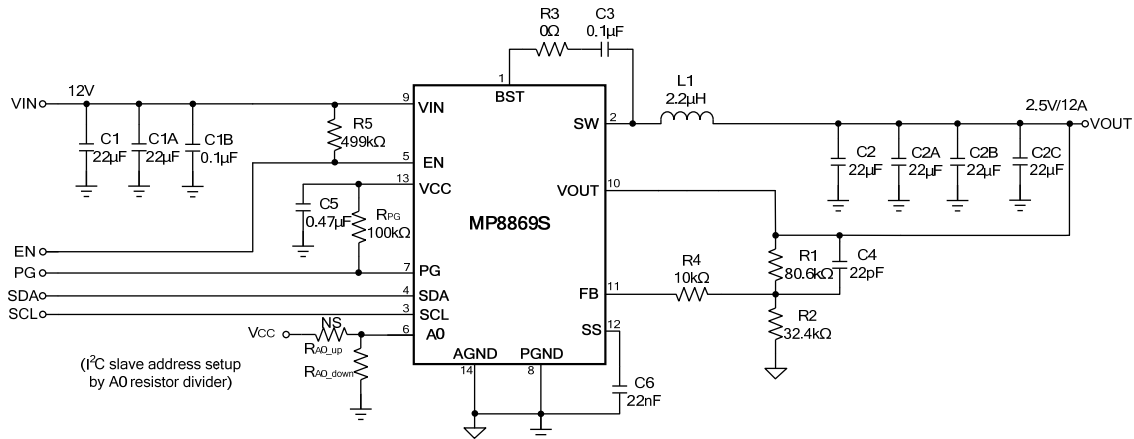 R3
0Ω
C3
0.1μF
1
BST
12V
VIN
C1
22μF
C1A
22μF
C1B
0.1μF
R5
499kΩ
9
VIN
5
EN
13
VCC
C5
0.47μF
RPG
100kΩ
EN
PG
SDA
SCL
7
PG
4
SDA
3
SCL
6
A0
VCC
NS
RA0_up
RA0_down
(I²C slave address setup
by A0 resistor divider)
MP8869S
SW
2
L1
2.2μH
2.5V/12A
VOUT
C2
22μF
C2A
22μF
C2B
22μF
C2C
22μF
VOUT
10
R1
80.6kΩ
C4
22pF
R4
10kΩ
FB
11
R2
32.4kΩ
SS
12
C6
22nF
AGND
14
PGND
8